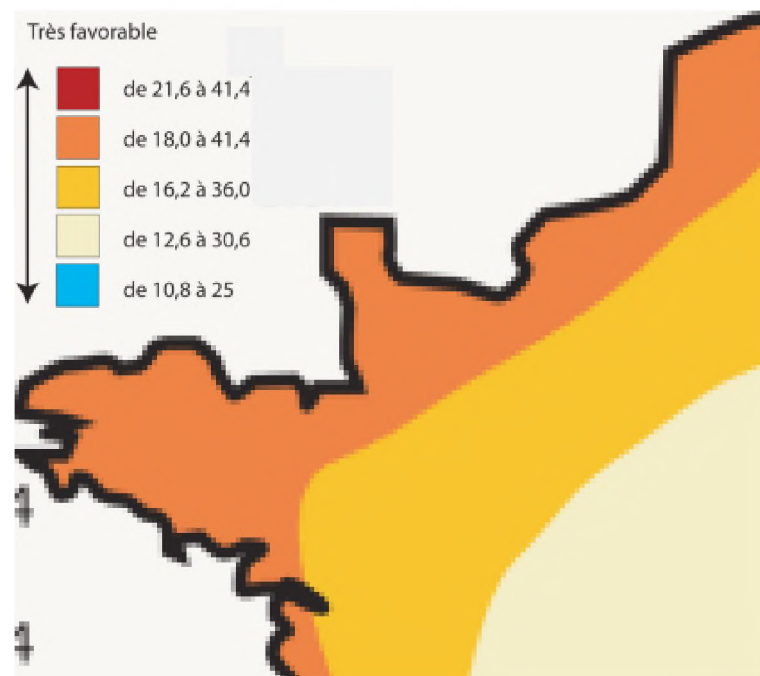 Très favorable
de 21,6 à 41,4
de 18,0 à 41,4
de 16,2 à 36,0
de 12,6 à 30,6
de 10,8 à 25